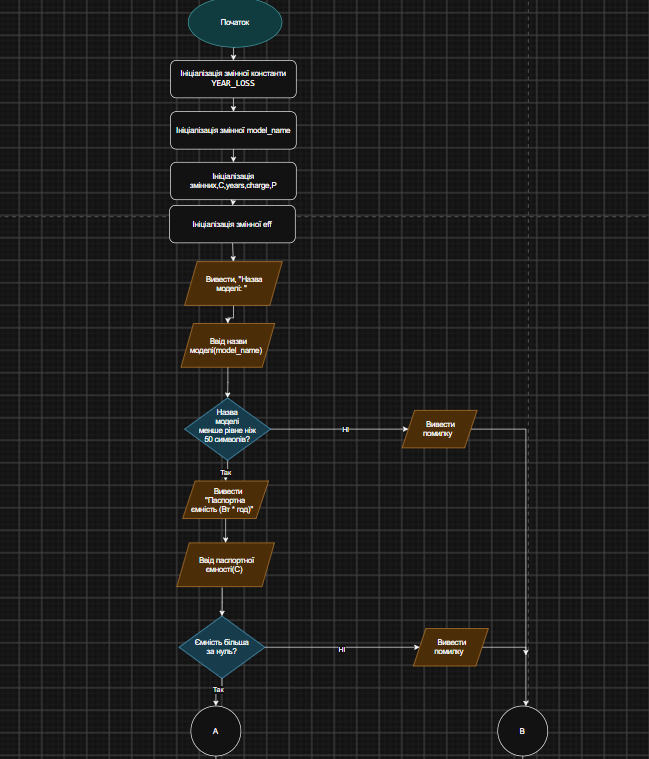 Початок
Ініціалізація змінної константи
YEAR_LOSS
Ініціалізація змінної model_name
Ініціалізація
змінних,C,years,charge,P
Ініціалізація змінної eff
Вивести, "Назва
моделі: "
Ввід назви
моделі(model_name)
Назва
моделі
менше рівне ніж
50 символів?
НІ
Вивести
помилку
Так
Вивести
"Паспортна
ємність (Вт * год)"
Ввід паспортної
ємності(C)
Ємність більша
за нуль?
НІ
Вивести
помилку
Так
A
B